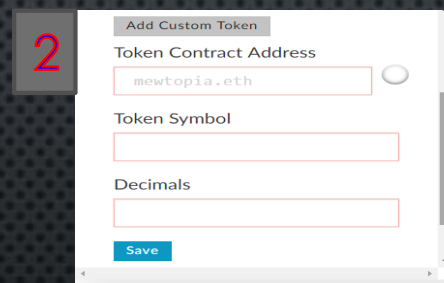 2
Add Custom Token
Token Contract Address
mewtopia.eth
Token Symbol
Decimals
Save